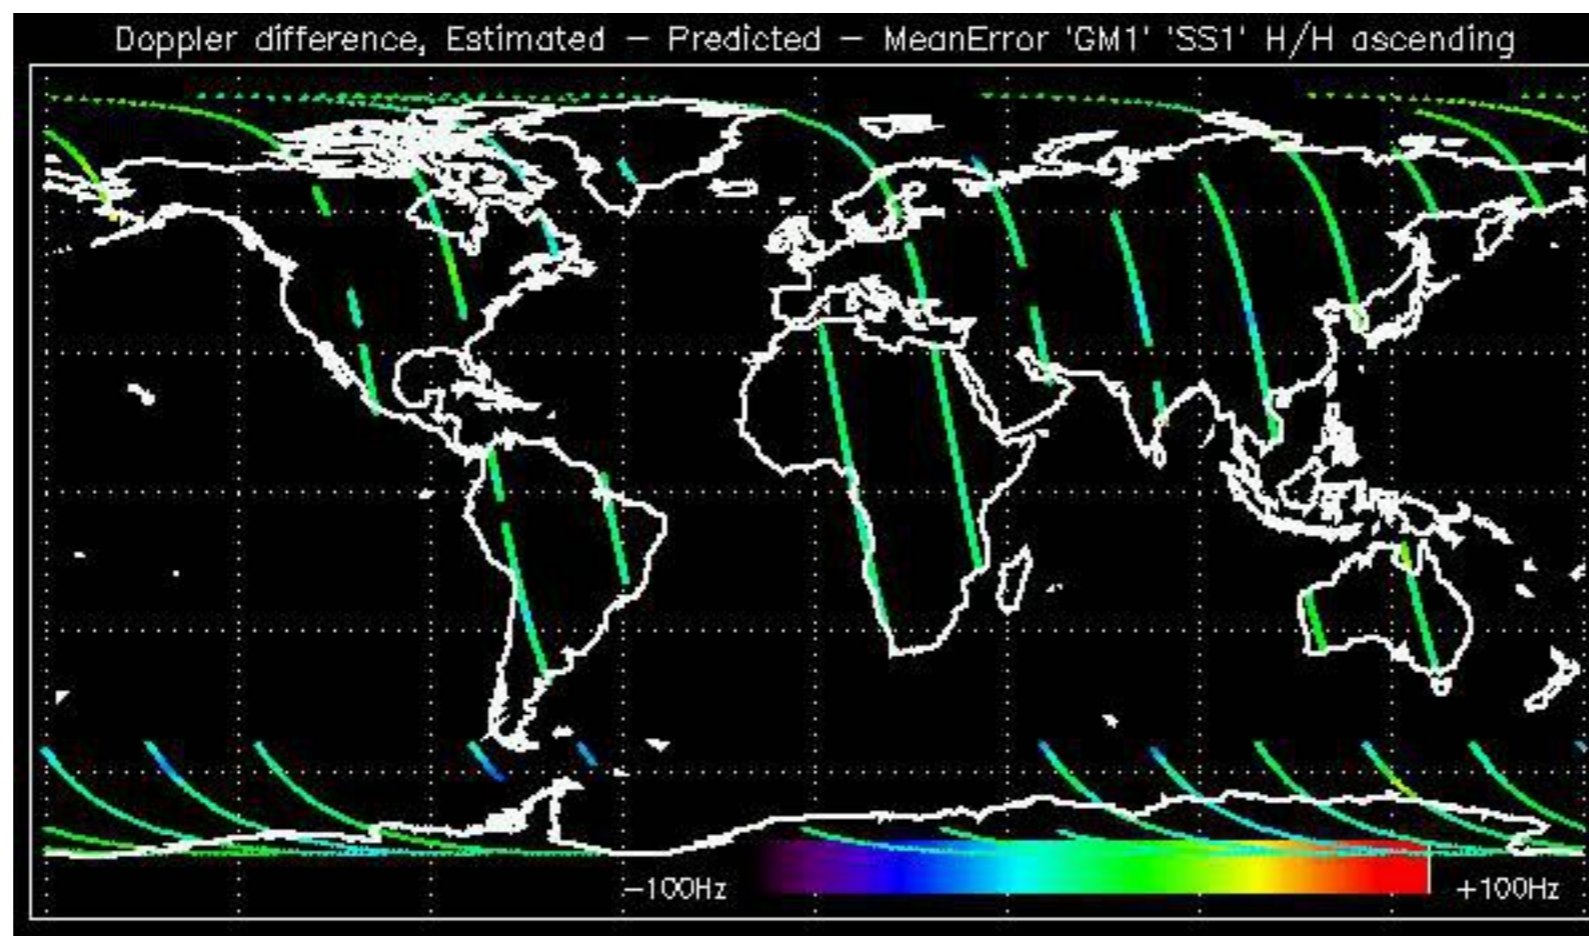 Doppler difference, Estimated – Predicted – MeanError 'GM1' 'SS1' H/H ascending
–100Hz +100Hz